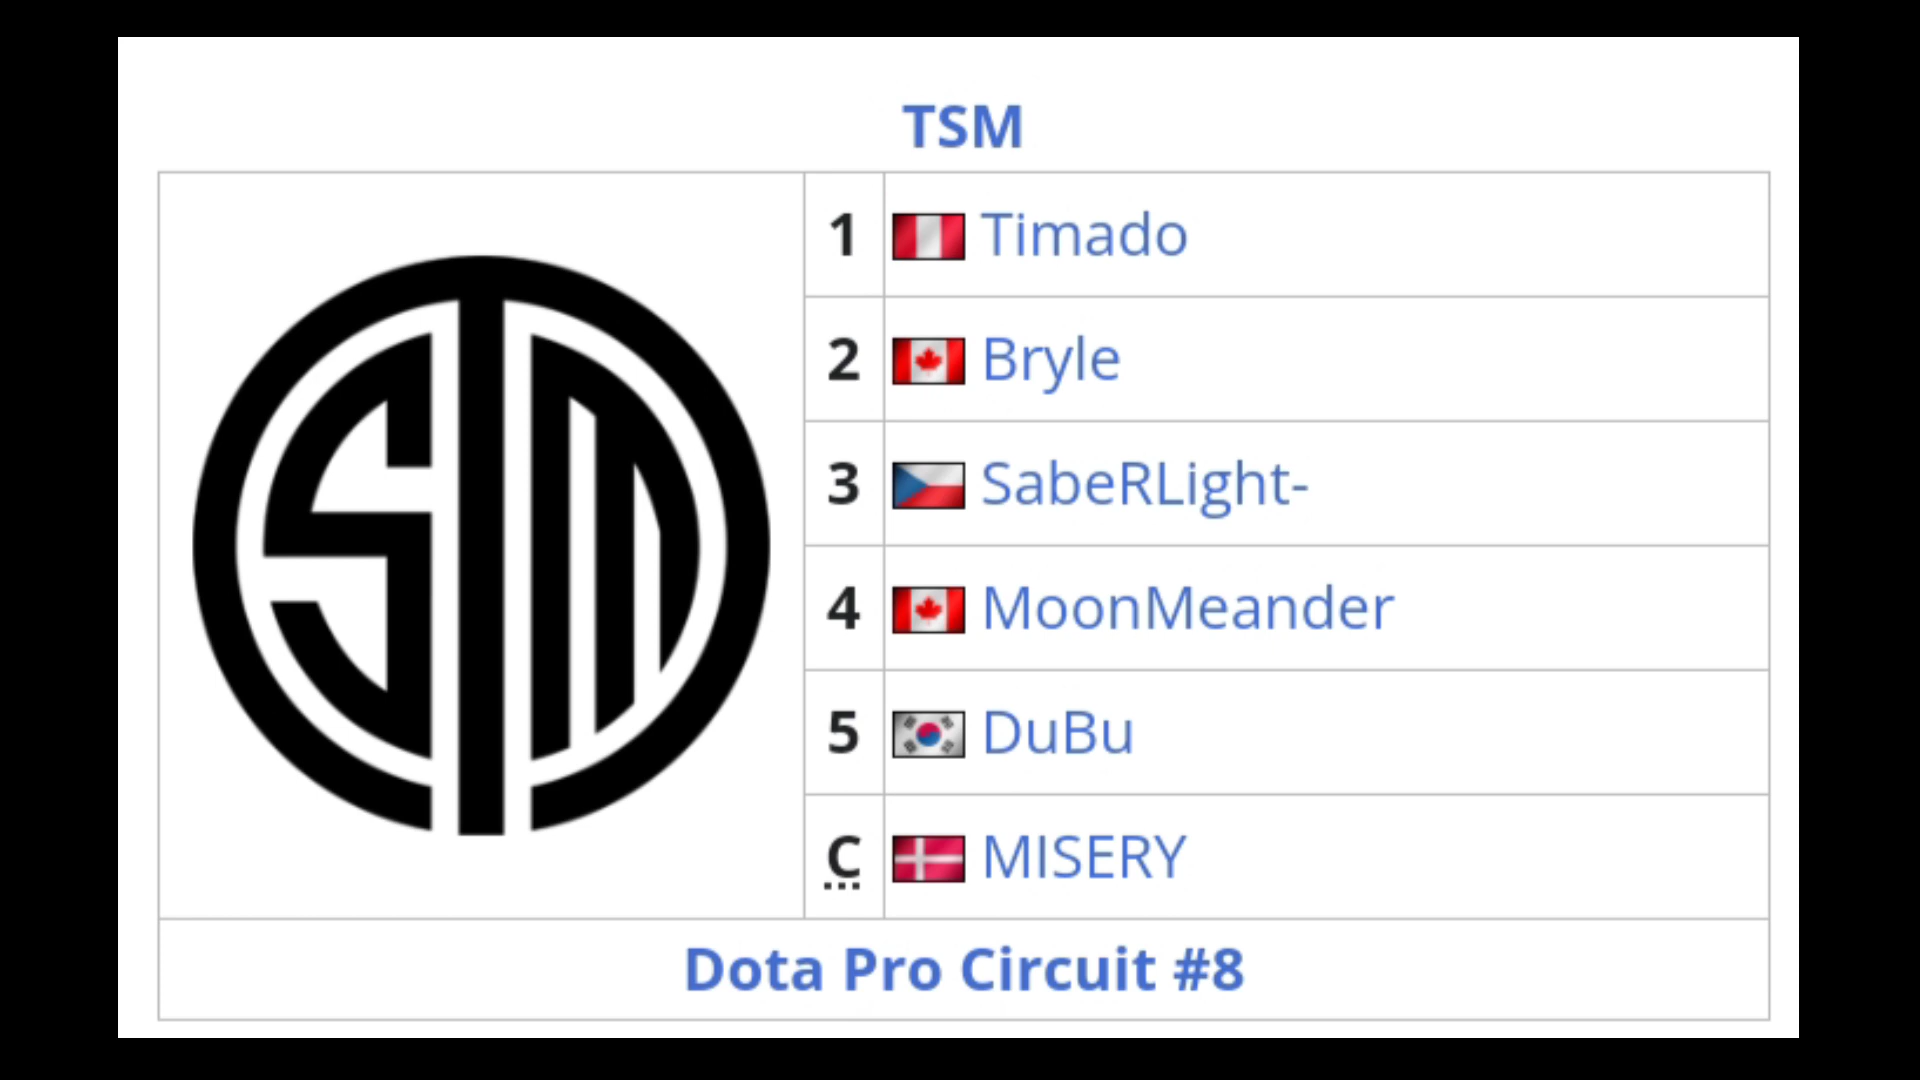 TSM
1 Timado
2 Bryle
3 SabeRLight-
4 MoonMeander
5 DuBu
C MISERY
Dota Pro Circuit #8